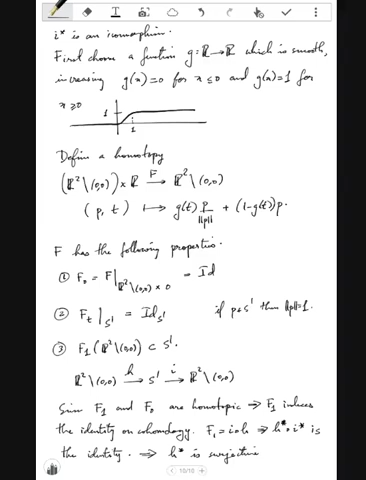 i* is an isomorphism.
First choose a function g: ℝ→ℝ which is smooth,
increasing g(x)=0 for x≤0 and g(x)=1 for
x≥0
1
1
Define a homotopy
(ℝ²\(0,0))×ℝ →F ℝ²\(0,0)
(p, t) ↦ g(t) p/||p|| + (1-g(t))p.
F has the following properties.
① F₀ = F|ℝ²\(0,0)×0 = Id
② Fₜ|S¹ = Id S¹ if p∈S¹ then ||p||=1.
③ F₁(ℝ²\(0,0)) ⊂ S¹.
ℝ²\(0,0) →h S¹ →i ℝ²\(0,0)
Since F₁ and F₀ are homotopic ⇒ F₁ induces
the identity on cohomology. F₁=i∘h ⇒ h*∘i* is
the identity. ⇒ h* is surjective
10/10